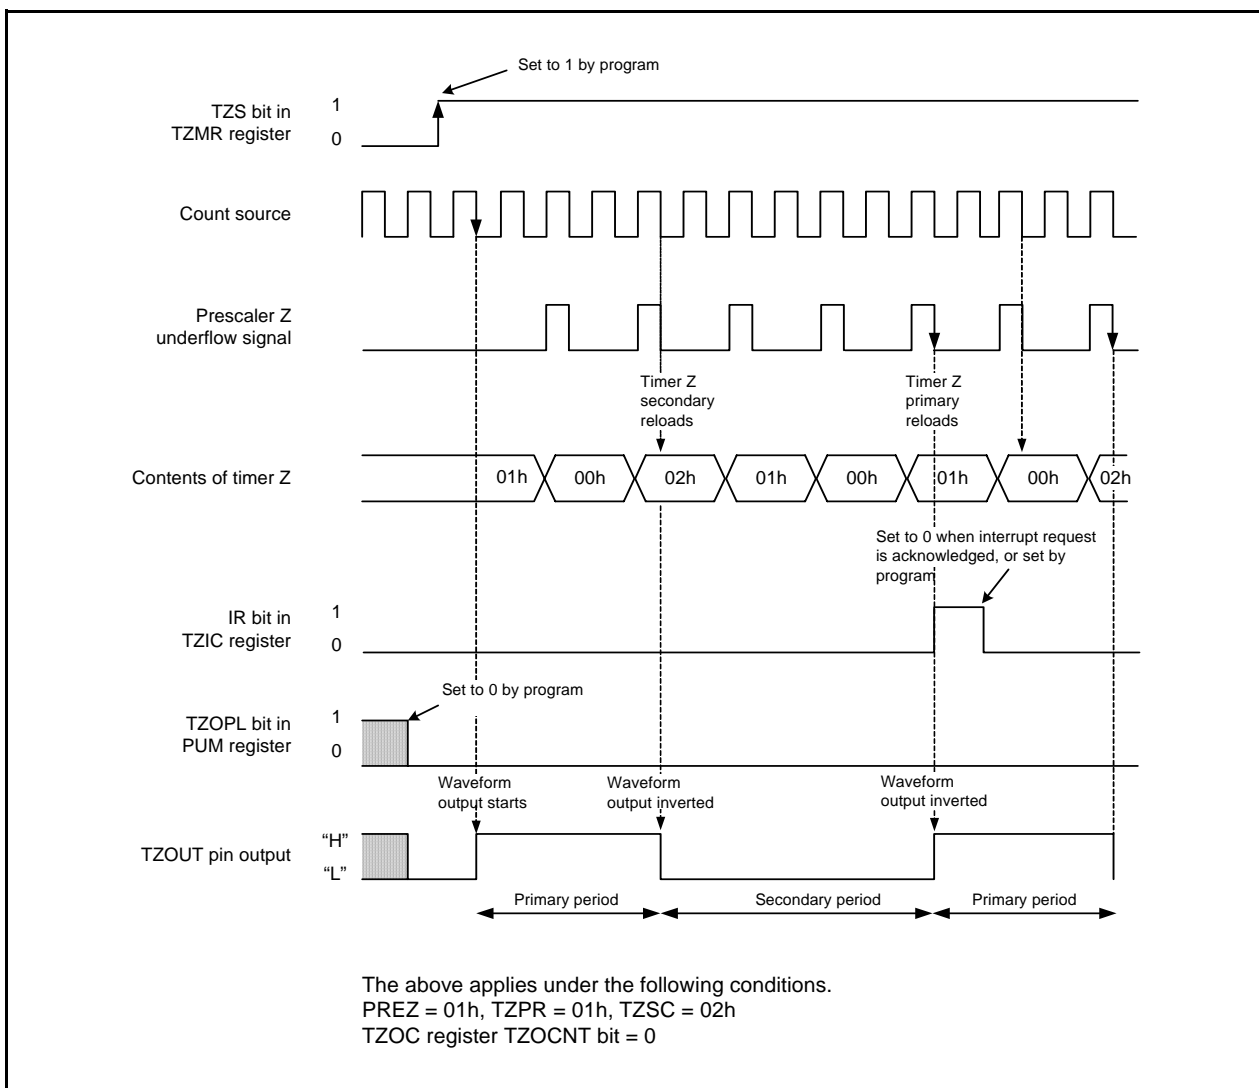 Set to 1 by program
TZS bit in
TZMR register
1
0
Count source
Prescaler Z
underflow signal
Timer Z
secondary
reloads
Timer Z
primary
reloads
Contents of timer Z
01h 00h 02h 01h 00h 01h 00h 02h
Set to 0 when interrupt request
is acknowledged, or set by
program
IR bit in
TZIC register
1
0
Set to 0 by program
TZOPL bit in
PUM register
1
0
Waveform
output starts
Waveform
output inverted
Waveform
output inverted
TZOUT pin output
“H”
“L”
Primary period
Secondary period
Primary period
The above applies under the following conditions.
PREZ = 01h, TZPR = 01h, TZSC = 02h
TZOC register TZOCNT bit = 0